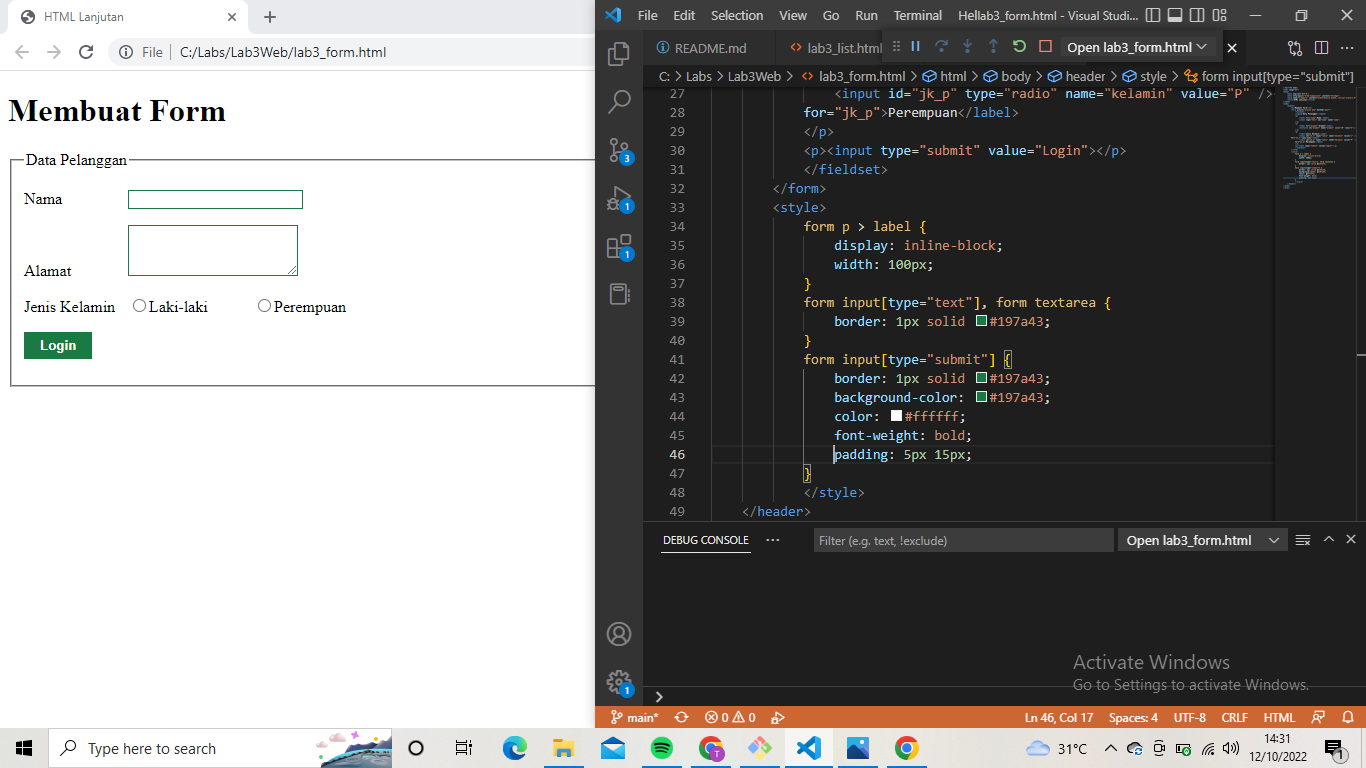 HTML Lanjutan
File
C:/Labs/Lab3Web/lab3_form.html
Membuat Form
Data Pelanggan
Nama
Alamat
Jenis Kelamin Laki-laki Perempuan
Login
File Edit Selection View Go Run Terminal Hellab3_form.html - Visual Studi...
README.md
lab3_list.html
Open lab3_form.html
C: > Labs > Lab3Web > lab3_form.html > html > body > header > style > form input[type="submit"]
27 <input id="jk_p" type="radio" name="kelamin" value="P" />
28 for="jk_p">Perempuan</label>
29 </p>
30 <p><input type="submit" value="Login"></p>
31 </fieldset>
32 </form>
33 <style>
34 form p > label {
35 display: inline-block;
36 width: 100px;
37 }
38 form input[type="text"], form textarea {
39 border: 1px solid #197a43;
40 }
41 form input[type="submit"] {
42 border: 1px solid #197a43;
43 background-color: #197a43;
44 color: #ffffff;
45 font-weight: bold;
46 padding: 5px 15px;
47 }
48 </style>
49 </header>
3
1
1
1
DEBUG CONSOLE ... Filter (e.g. text, !exclude) Open lab3_form.html
Activate Windows
Go to Settings to activate Windows.
main* 0 0 Ln 46, Col 17 Spaces: 4 UTF-8 CRLF HTML
Type here to search
T
31°C
14:31
12/10/2022
1